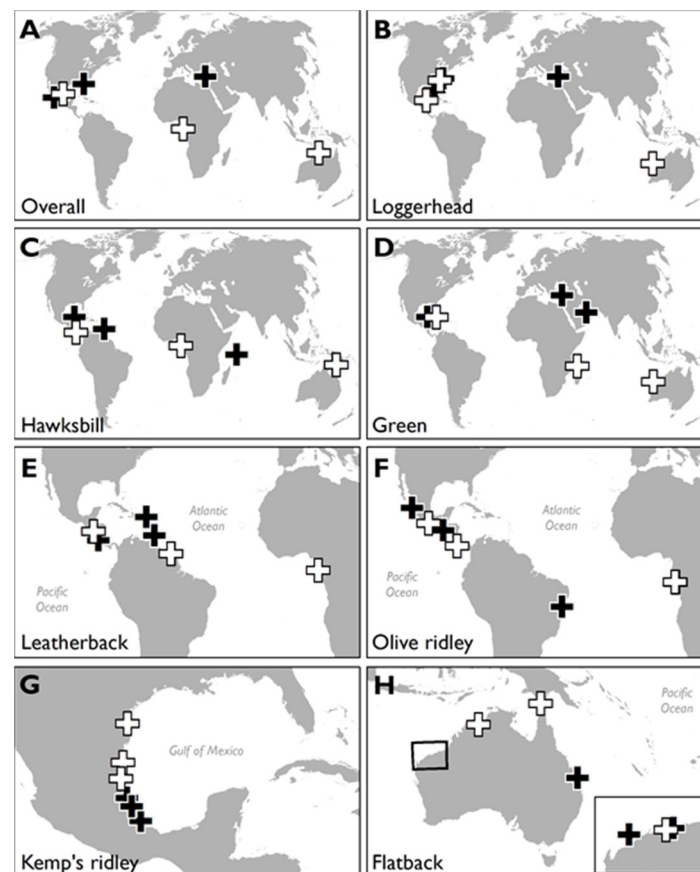 A
Overall
B
Loggerhead
C
Hawksbill
D
Green
E
Atlantic
Ocean
Pacific
Ocean
Leatherback
F
Atlantic
Ocean
Pacific
Ocean
Olive ridley
G
Gulf of Mexico
Kemp's ridley
H
Pacific
Ocean
Flatback